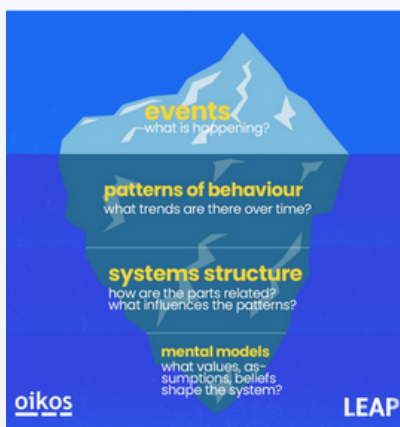 events
what is happening?
patterns of behaviour
what trends are there over time?
systems structure
how are the parts related?
what influences the patterns?
mental models
what values, as-
sumptions, beliefs
shape the system?
oikos
LEAP